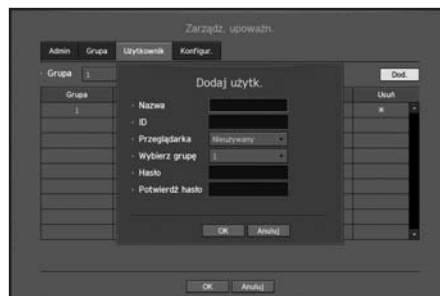 Zarządz. upoważn.
Admin Grupa Użytkownik Konfigur.
· Grupa 1 Dod.
Grupa Usuń
1
Dodaj użytk.
· Nazwa
· ID
· Przeglądarka Nieużywany
· Wybierz grupę 1
· Hasło
· Potwierdź hasło
OK Anuluj
OK Anuluj